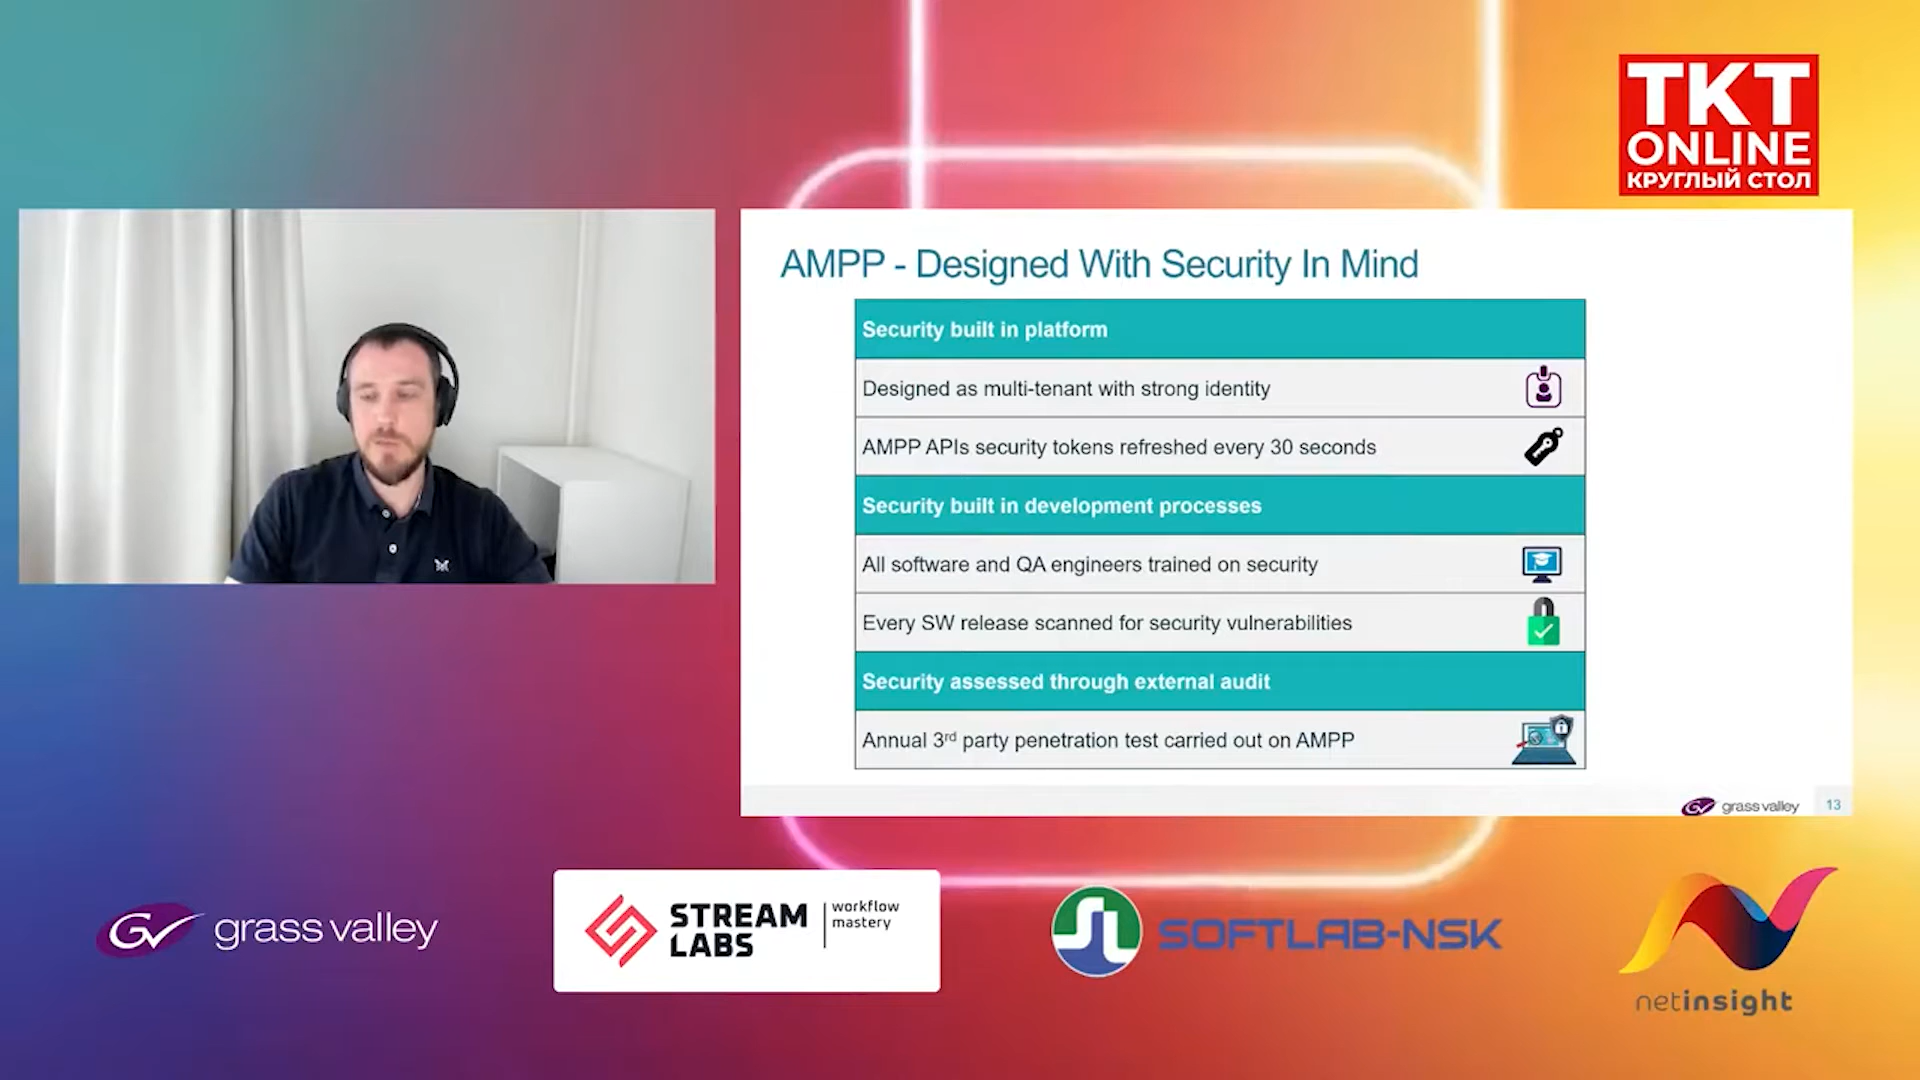 TKT
ONLINE
КРУГЛЫЙ СТОЛ
AMPP - Designed With Security In Mind
Security built in platform
Designed as multi-tenant with strong identity
AMPP APIs security tokens refreshed every 30 seconds
Security built in development processes
All software and QA engineers trained on security
Every SW release scanned for security vulnerabilities
Security assessed through external audit
Annual 3rd party penetration test carried out on AMPP
GV grass valley 13
GV grass valley
STREAM LABS
workflow mastery
SOFTLAB-NSK
netinsight